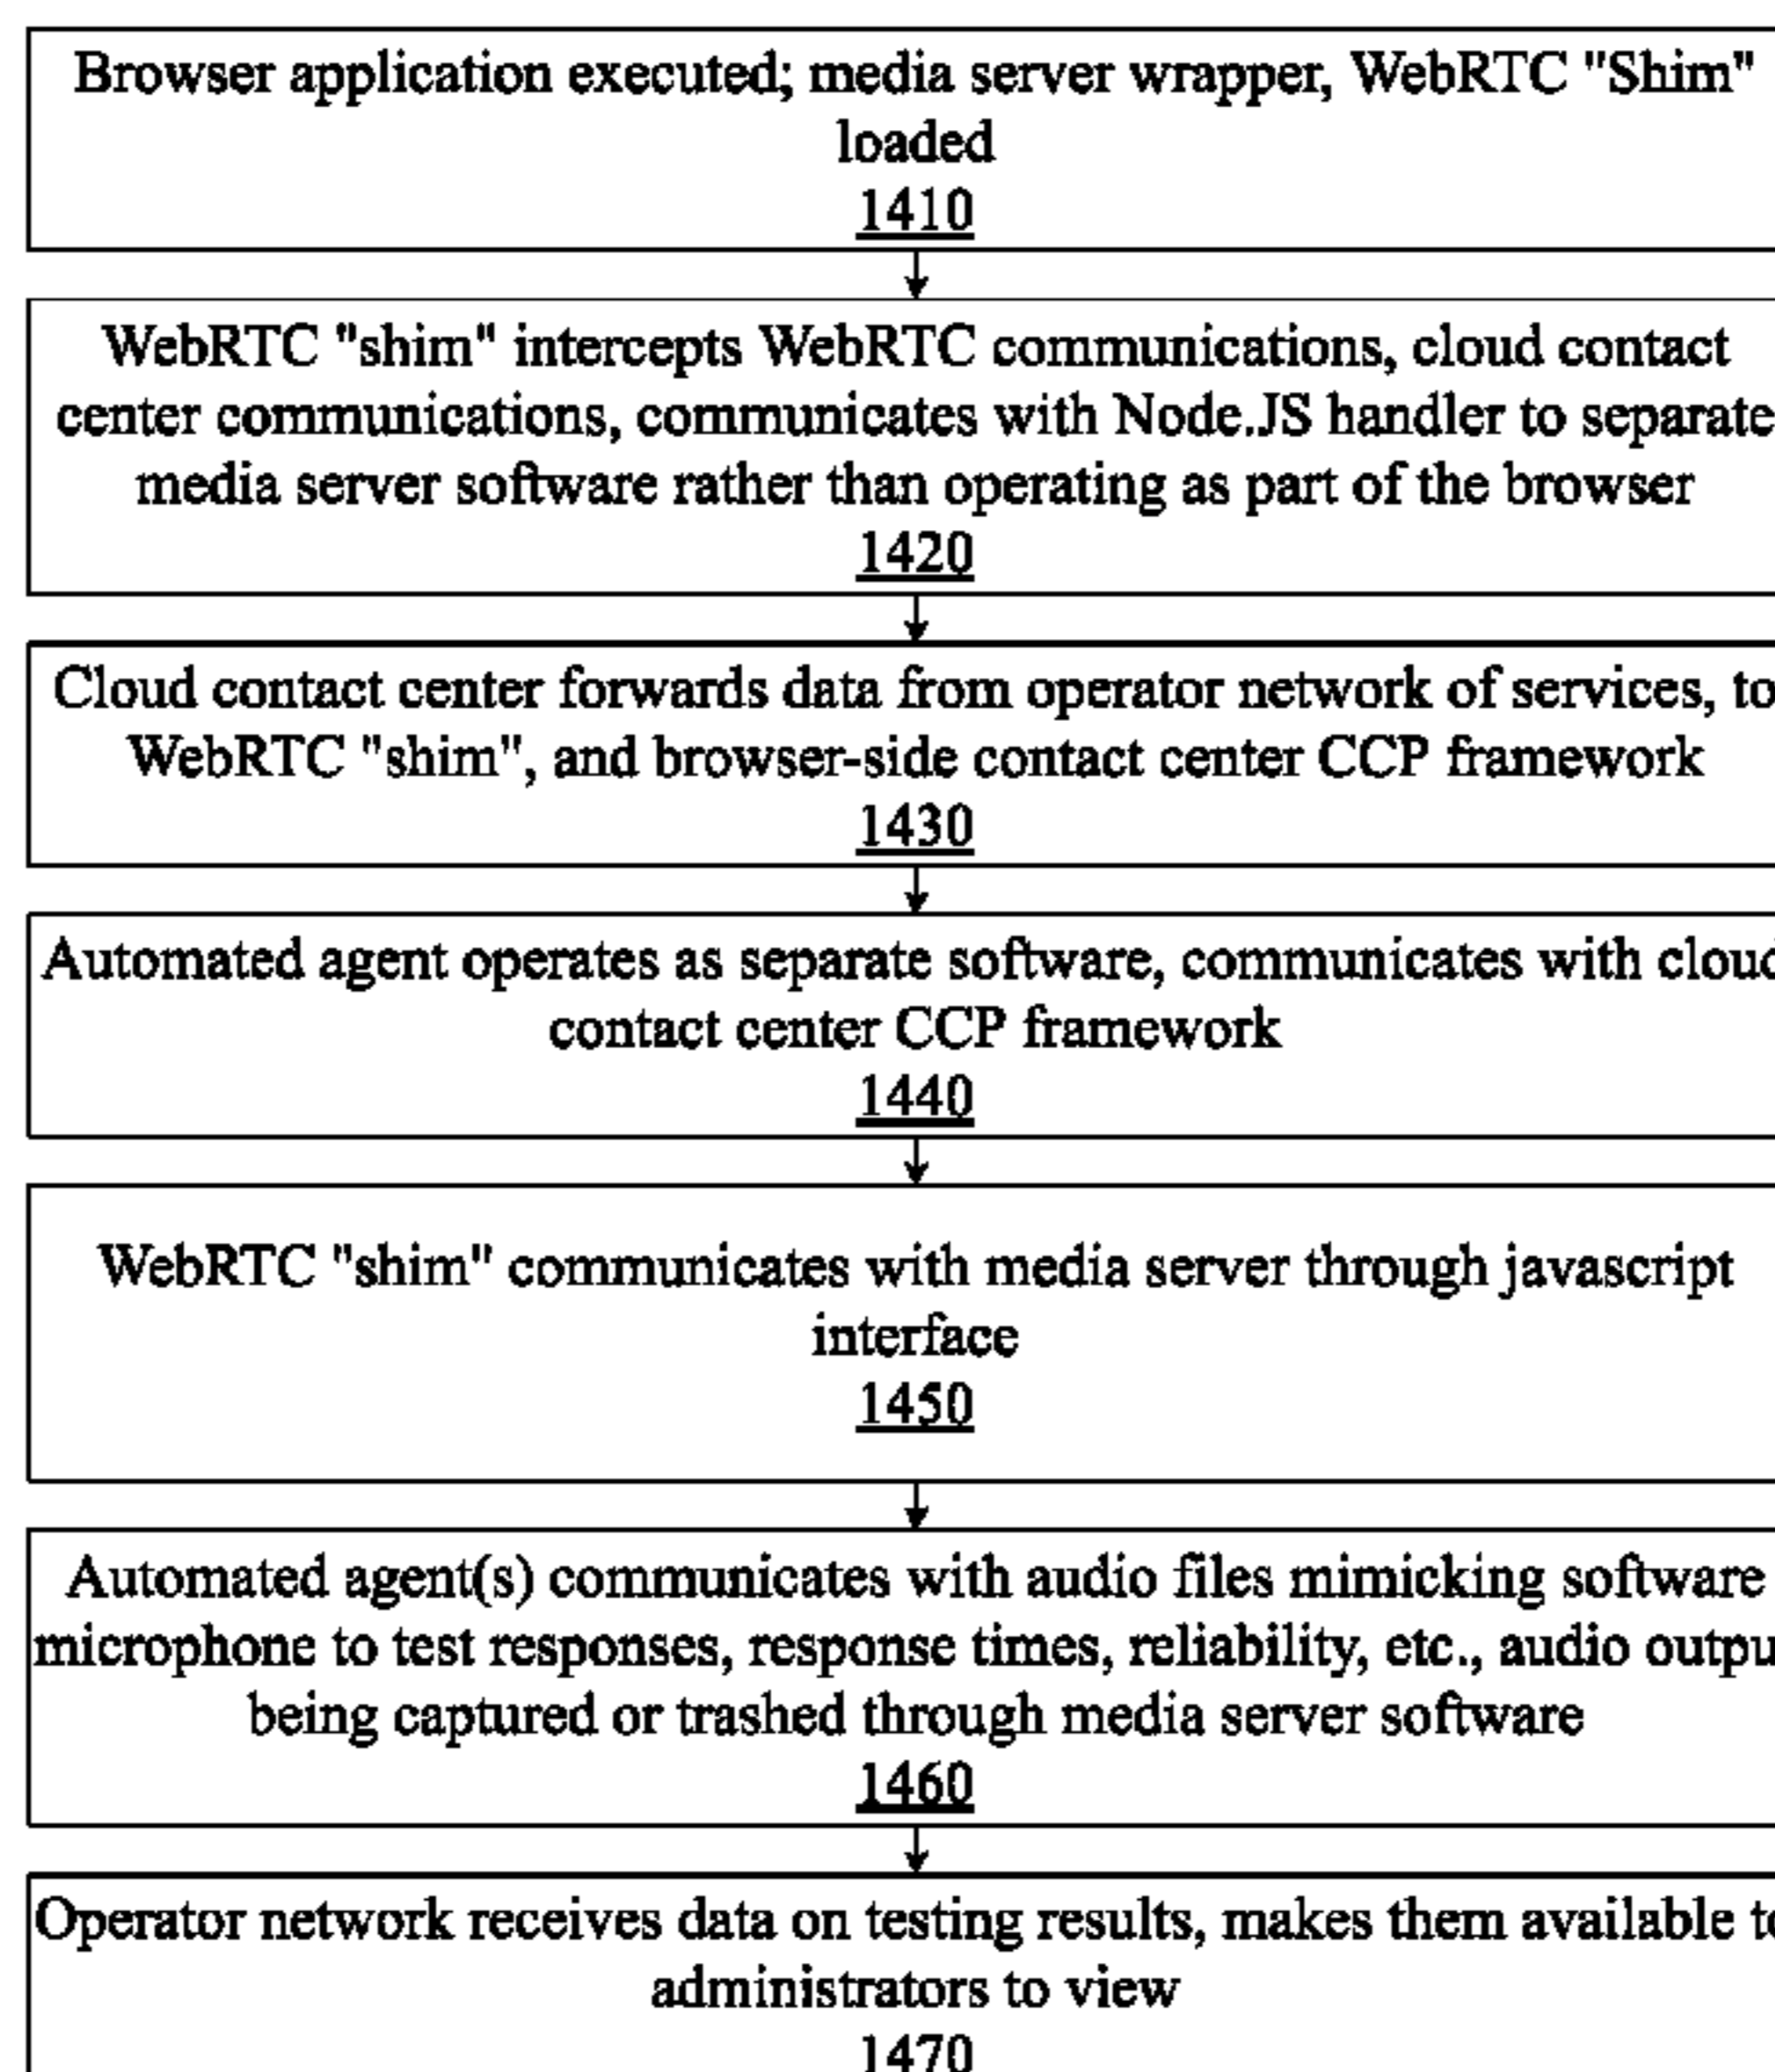 Browser application executed; media server wrapper, WebRTC "Shim"
loaded
1410
WebRTC "shim" intercepts WebRTC communications, cloud contact
center communications, communicates with Node.JS handler to separate
media server software rather than operating as part of the browser
1420
Cloud contact center forwards data from operator network of services, to
WebRTC "shim", and browser-side contact center CCP framework
1430
Automated agent operates as separate software, communicates with cloud
contact center CCP framework
1440
WebRTC "shim" communicates with media server through javascript
interface
1450
Automated agent(s) communicates with audio files mimicking software
microphone to test responses, response times, reliability, etc., audio outpu
being captured or trashed through media server software
1460
Operator network receives data on testing results, makes them available to
administrators to view
1470